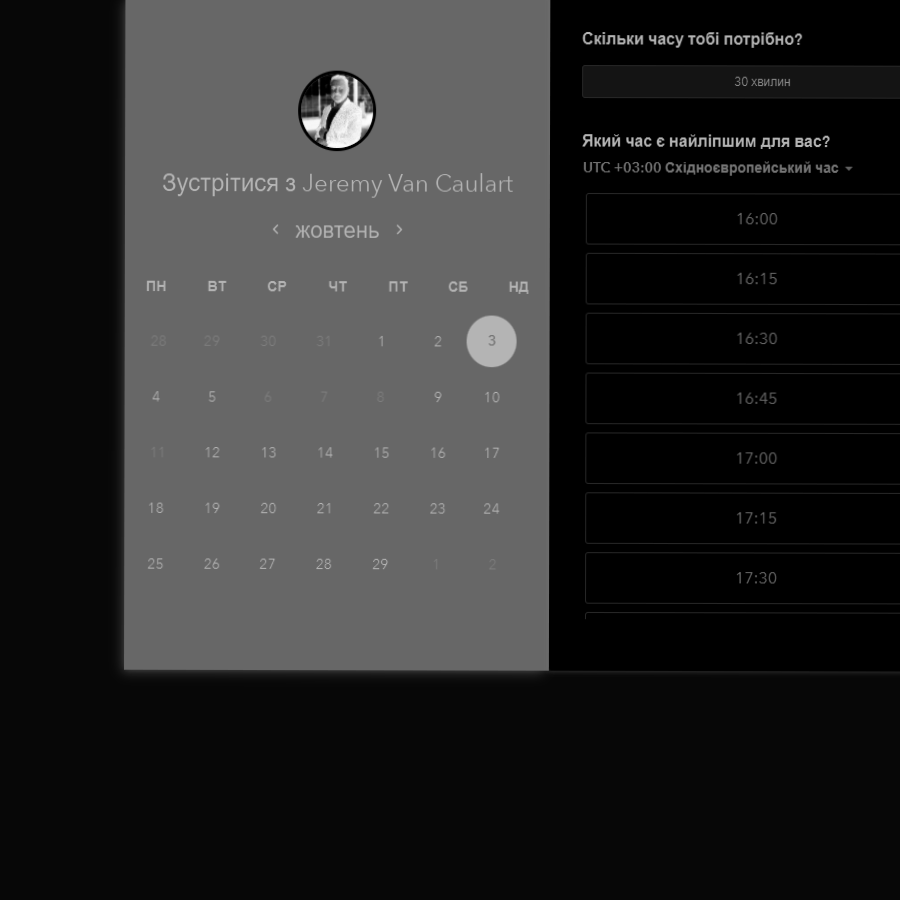 Зустрітися з Jeremy Van Caulart
жовтень
ПН ВТ СР ЧТ ПТ СБ НД
28 29 30 31 1 2 3
4 5 6 7 8 9 10
11 12 13 14 15 16 17
18 19 20 21 22 23 24
25 26 27 28 29 1 2
Скільки часу тобі потрібно?
30 хвилин
Який час є найліпшим для вас?
UTC +03:00 Східноєвропейський час
16:00
16:15
16:30
16:45
17:00
17:15
17:30